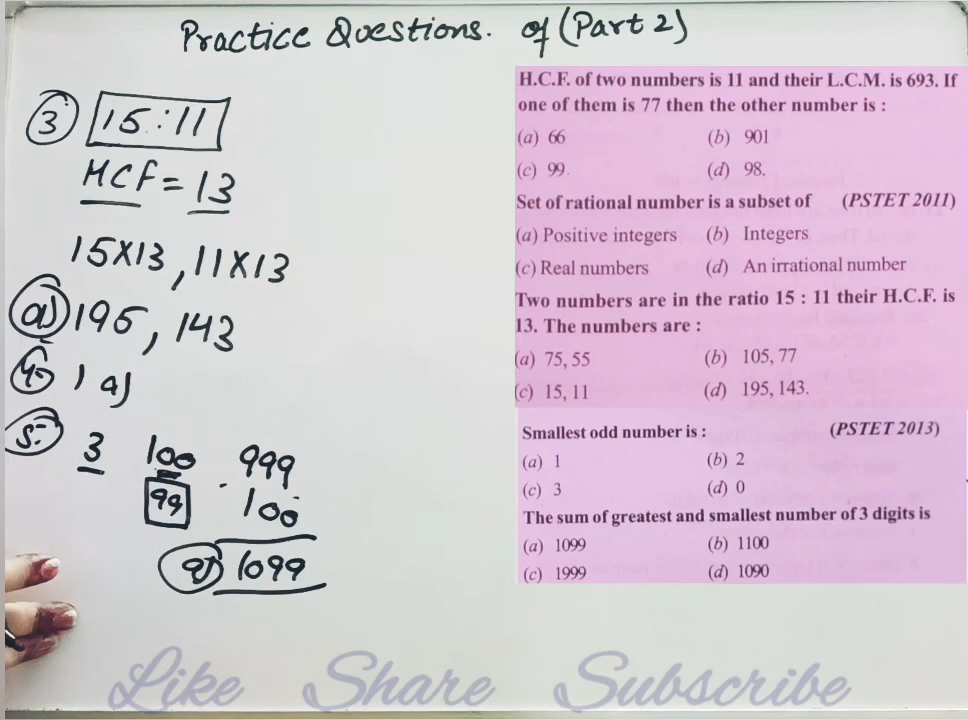 Practice Questions. of (Part 2)
3 15:11
HCF = 13
15X13, 11X13
a) 195, 143
4) 1 a)
5:- 3 100 999
99 100
a) 1099
H.C.F. of two numbers is 11 and their L.C.M. is 693. If
one of them is 77 then the other number is :
(a) 66 (b) 901
(c) 99. (d) 98.
Set of rational number is a subset of (PSTET 2011)
(a) Positive integers (b) Integers
(c) Real numbers (d) An irrational number
Two numbers are in the ratio 15 : 11 their H.C.F. is
13. The numbers are :
(a) 75, 55 (b) 105, 77
(c) 15, 11 (d) 195, 143.
Smallest odd number is : (PSTET 2013)
(a) 1 (b) 2
(c) 3 (d) 0
The sum of greatest and smallest number of 3 digits is
(a) 1099 (b) 1100
(c) 1999 (d) 1090
Like Share Subscribe